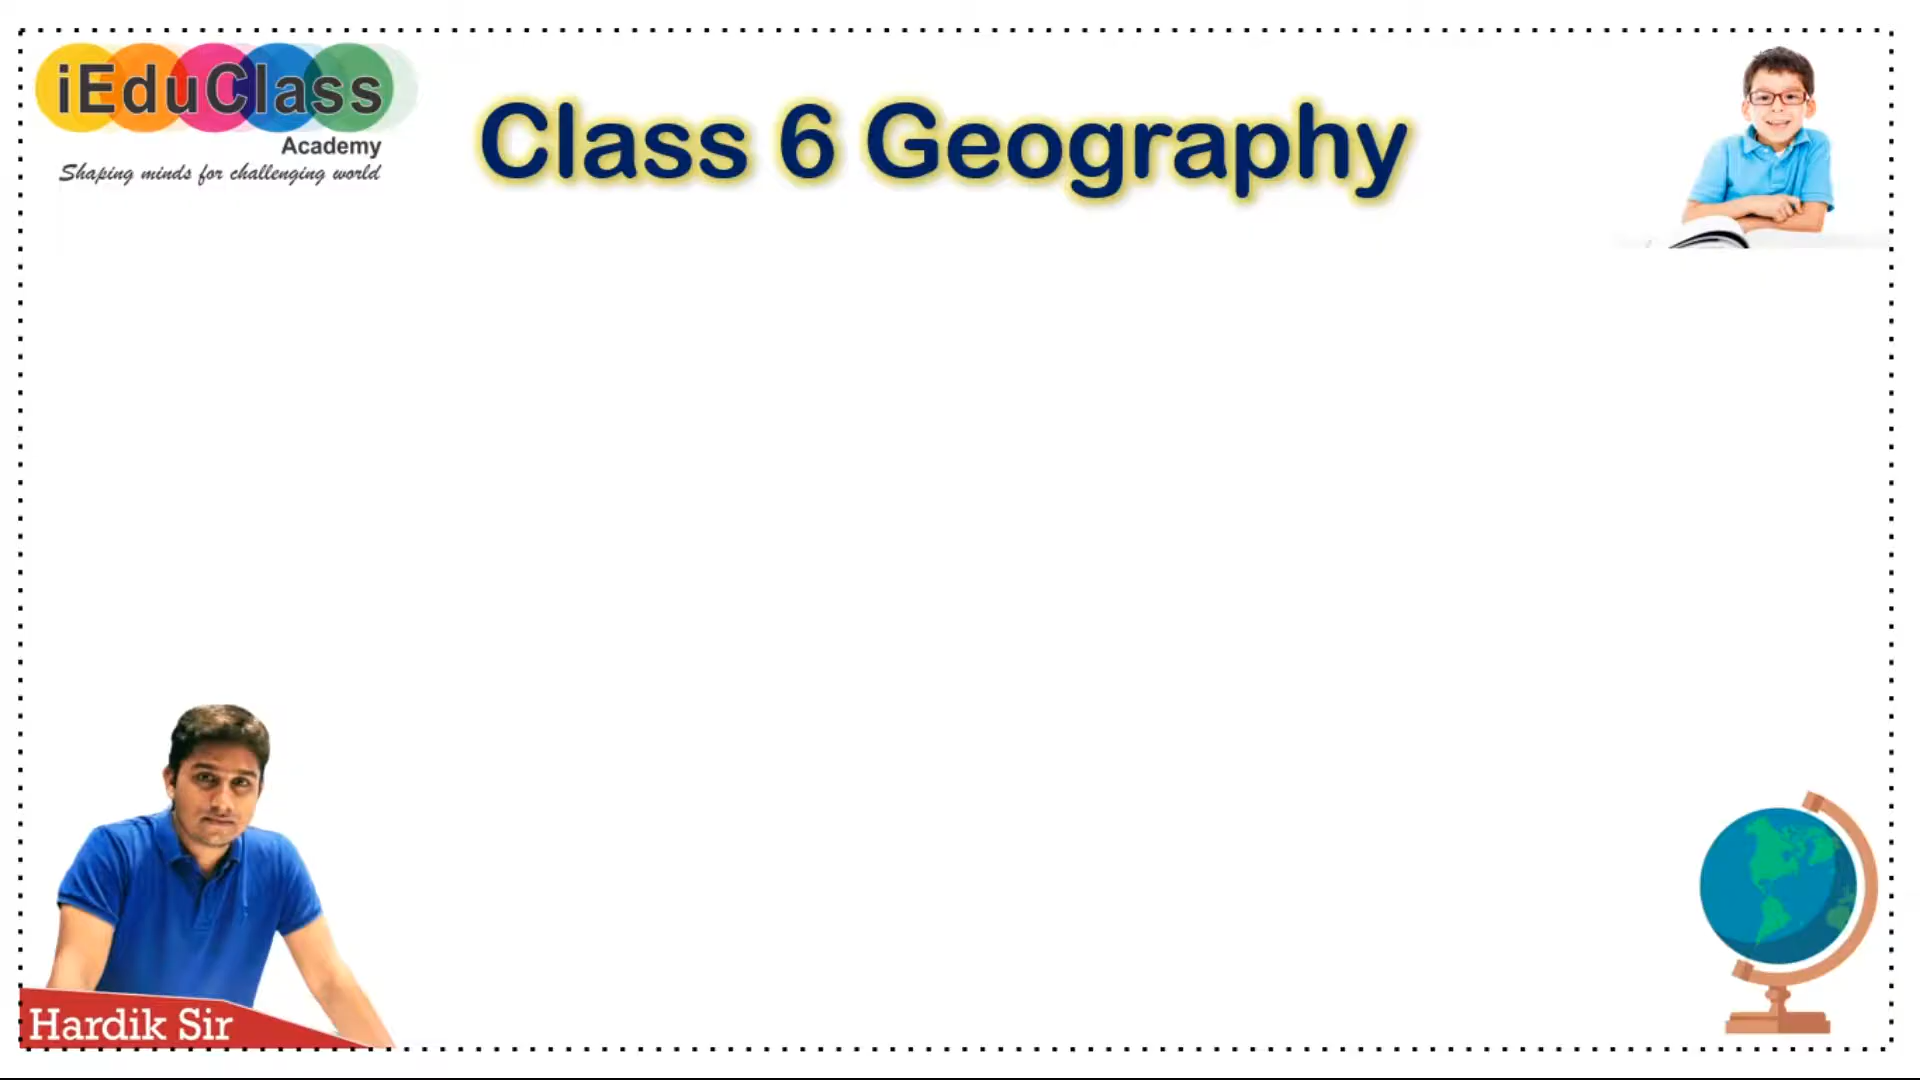 iEduClass
Academy
Shaping minds for challenging world
Class 6 Geography
Hardik Sir